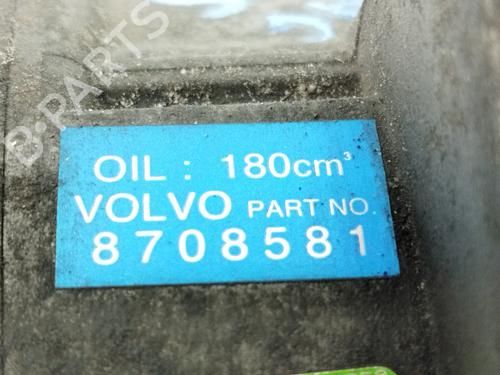 B-PARTS
OIL : 180cm³
VOLVO PART NO.
8708581